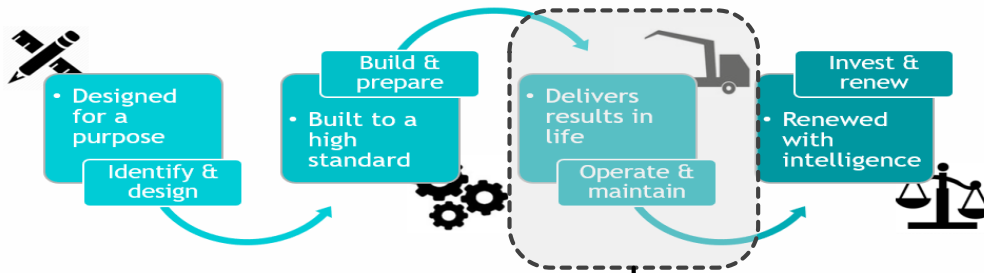 • Designed
for a
purpose
Identify &
design
Build &
prepare
• Built to a
high
standard
• Delivers
results in
life
Operate &
maintain
Invest &
renew
• Renewed
with
intelligence